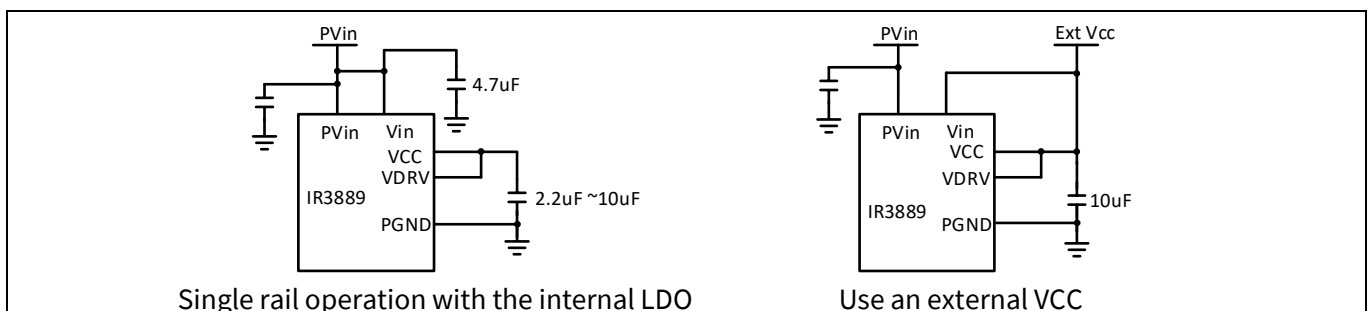 PVin
4.7uF
PVin Vin
VCC
VDRV
IR3889
2.2uF ~10uF
PGND
Single rail operation with the internal LDO
PVin
Ext Vcc
PVin Vin
VCC
VDRV
IR3889
10uF
PGND
Use an external VCC